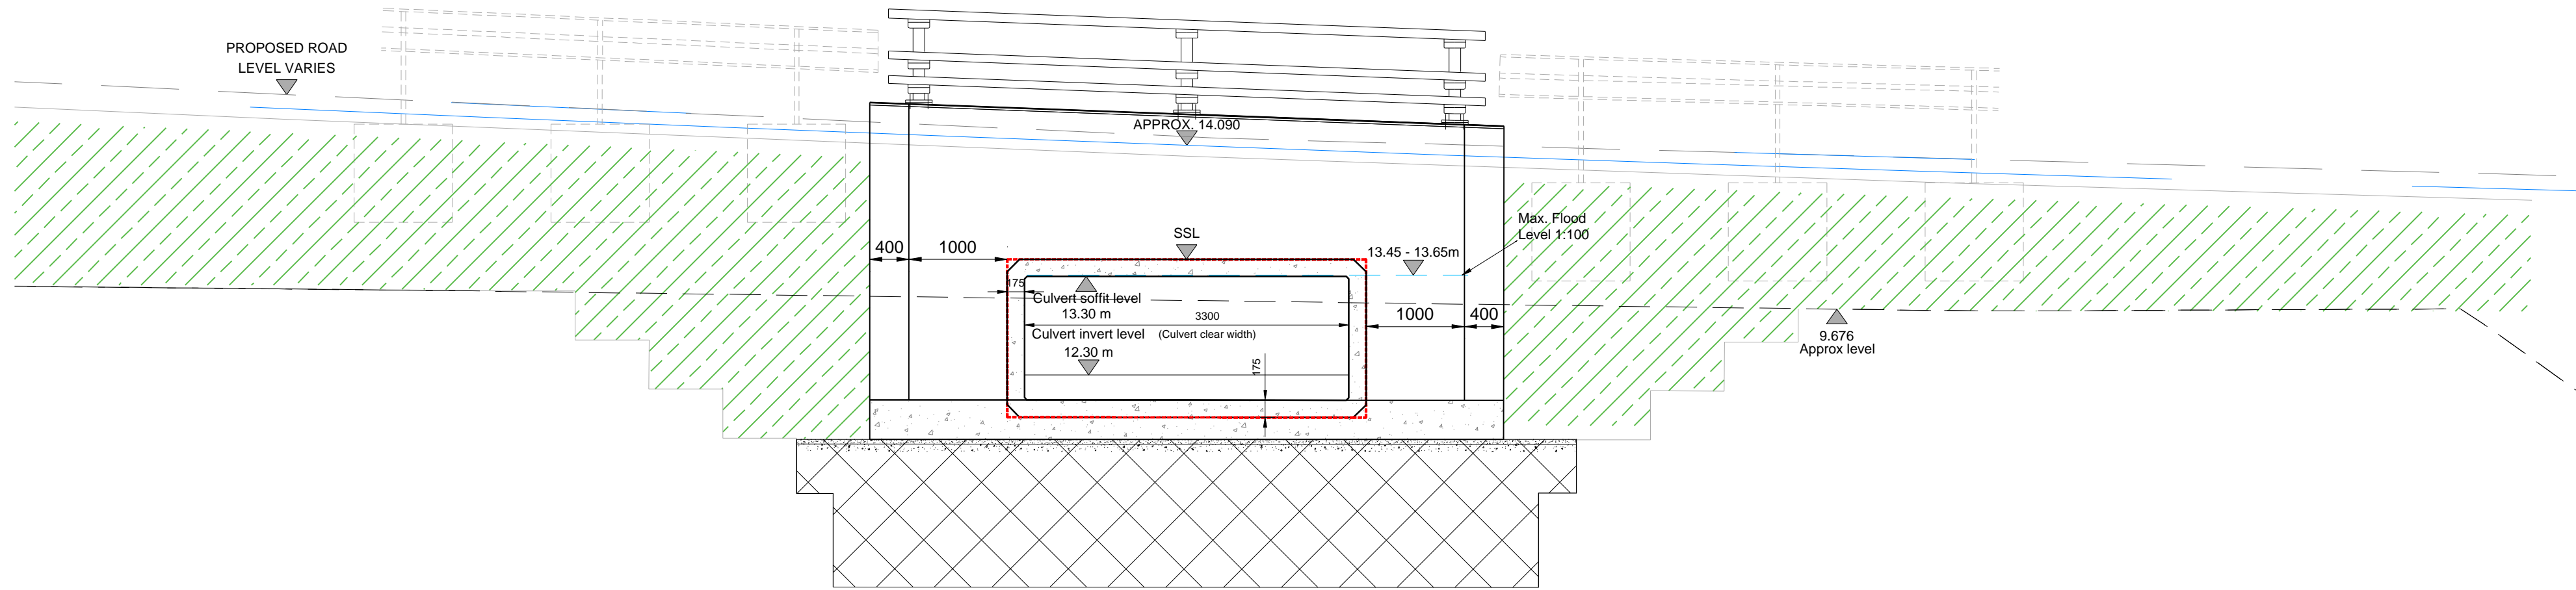 PROPOSED ROAD
LEVEL VARIES
APPROX. 14.090
Max. Flood
Level 1:100
SSL
400
1000
13.45 - 13.65m
175
Culvert soffit level
13.30 m
3300
Culvert invert level
(Culvert clear width)
12.30 m
175
1000
400
9.676
Approx level